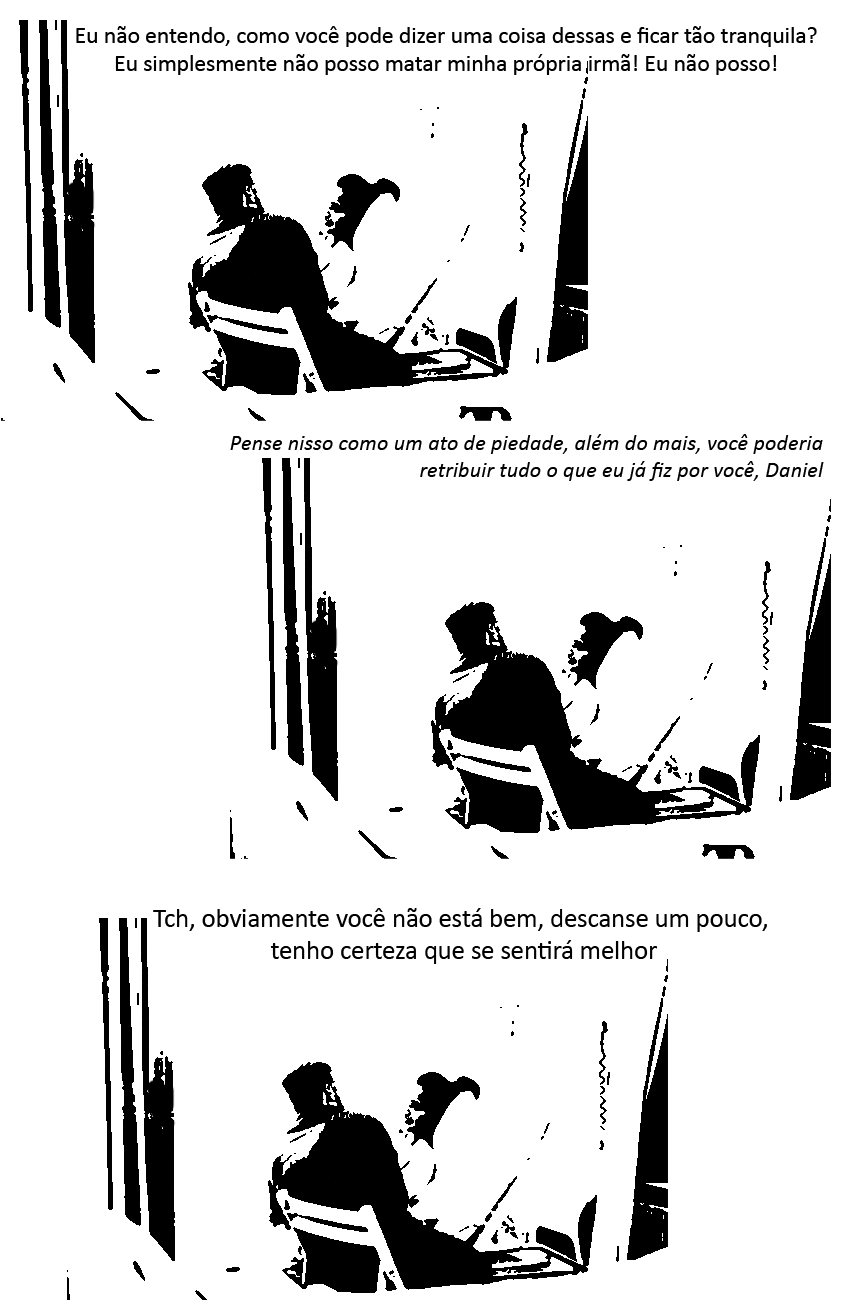 Eu não entendo, como você pode dizer uma coisa dessas e ficar tão tranquila?
Eu simplesmente não posso matar minha própria irmã! Eu não posso!
Pense nisso como um ato de piedade, além do mais, você poderia
retribuir tudo o que eu já fiz por você, Daniel
Tch, obviamente você não está bem, descanse um pouco,
tenho certeza que se sentirá melhor